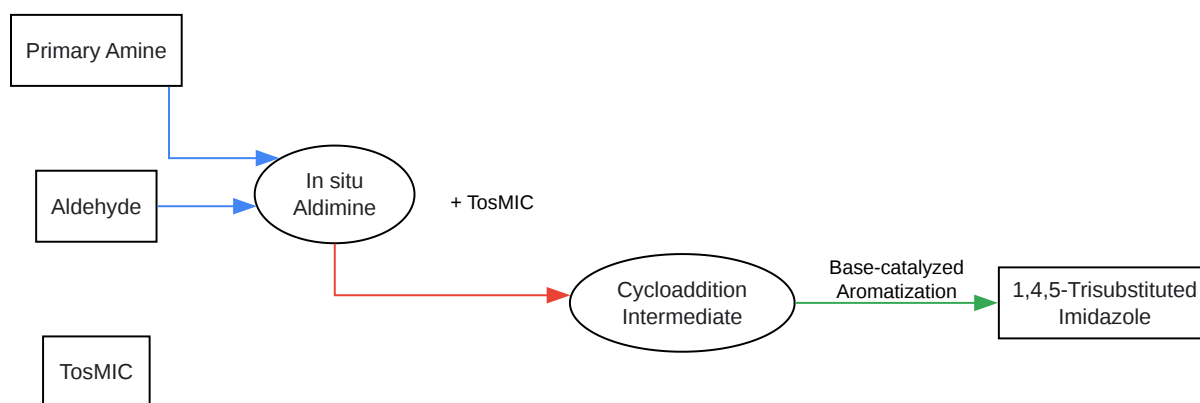 Primary Amine
Aldehyde
In situ
Aldimine
+ TosMIC
Cycloaddition
Intermediate
Base-catalyzed
Aromatization
1,4,5-Trisubstituted
Imidazole
TosMIC